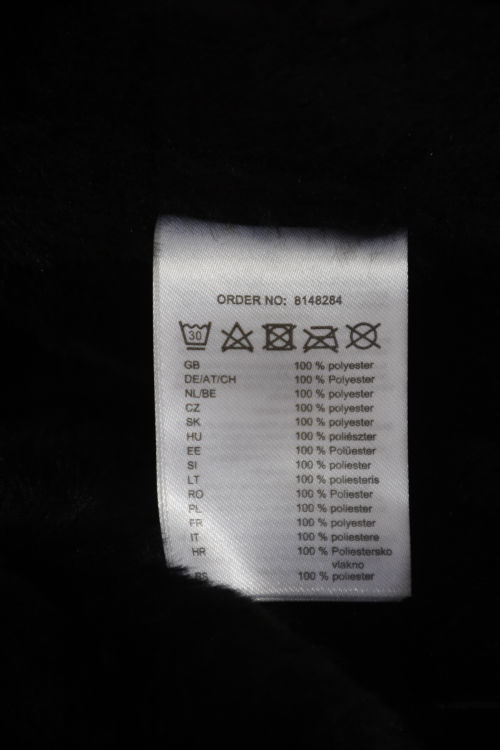 ORDER NO: 8148284
30
GB 100 % polyester
DE/AT/CH 100 % Polyester
NL/BE 100 % polyester
CZ 100 % polyester
SK 100 % polyester
HU 100 % poliészter
EE 100 % Polüester
SI 100 % poliester
LT 100 % poliesteris
RO 100 % Poliester
PL 100 % poliester
FR 100 % polyester
IT 100 % poliestere
HR 100 % Poliestersko
vlakno
BS 100 % poliester